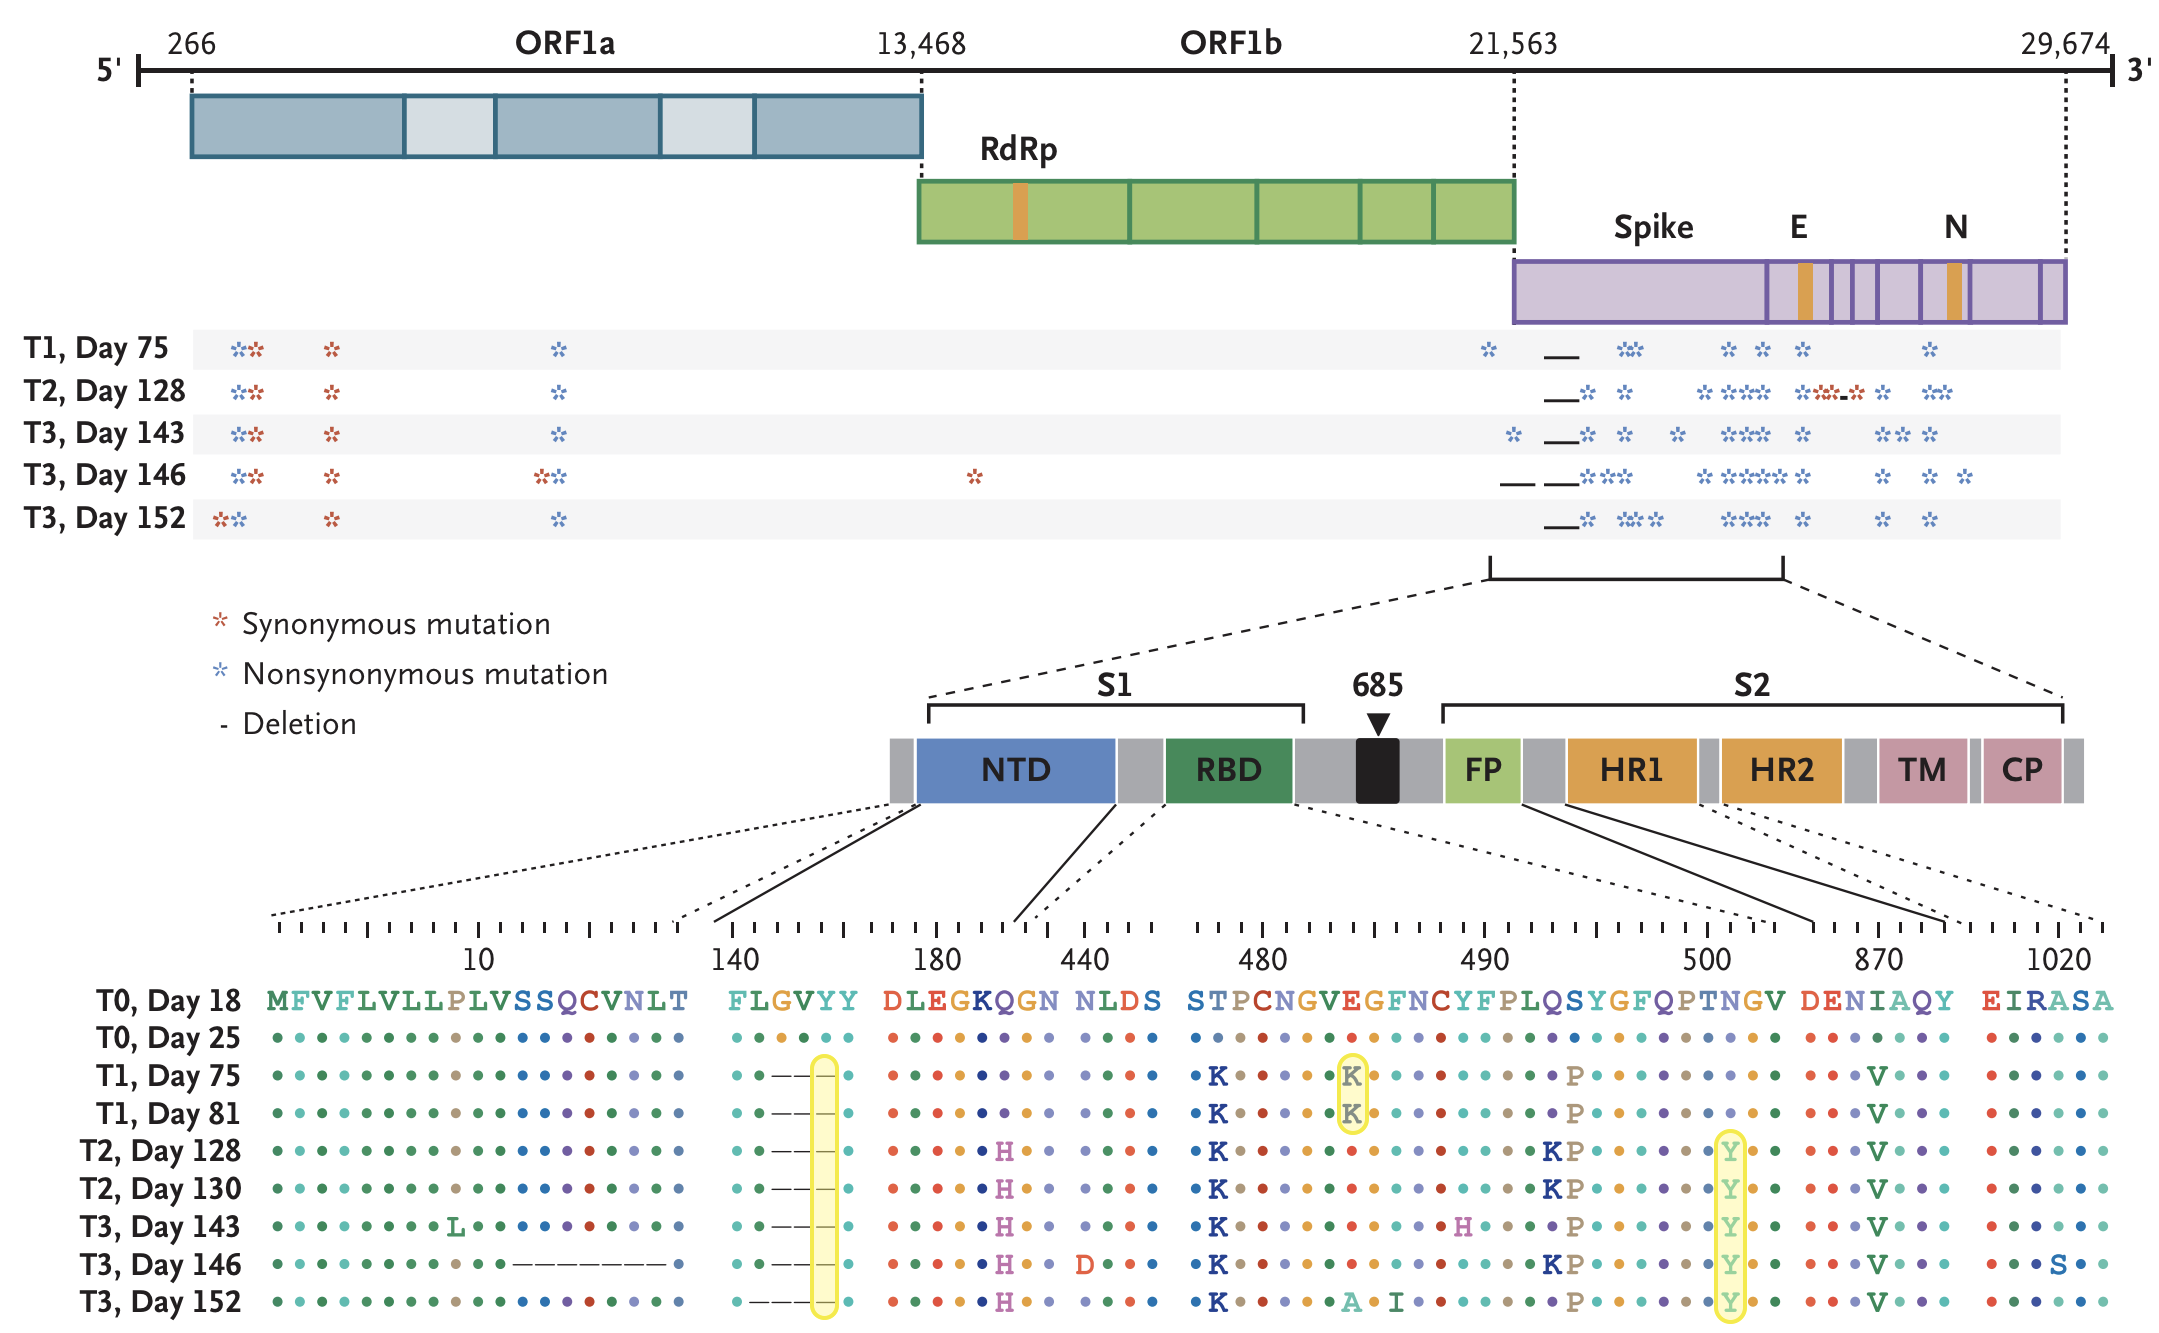 266 ORF1a 13,468 ORF1b 21,563 29,674
5' 3'
RdRp
Spike E N
T1, Day 75 * * * * * — * * * * * *
T2, Day 128 * * * * — * * * * * * * * * - * * * *
T3, Day 143 * * * * * — * * * * * * * * * *
T3, Day 146 * * * * * * — — * * * * * * * * * * * *
T3, Day 152 * * * * — * * * * * * * * * *
* Synonymous mutation
* Nonsynonymous mutation
- Deletion
S1 685 S2
NTD RBD FP HR1 HR2 TM CP
10 140 180 440 480 490 500 870 1020
T0, Day 18 MFVFLVLLPLVSSQCVNLT FLGVYY DLEGKQGN NLDS STPCNGVEGFNCYFPLQSYGFQPTNGV DENIAQY EIRASA
T0, Day 25
T1, Day 75 ——— K K P V
T1, Day 81 ——— K K P V
T2, Day 128 ——— H K KP Y V
T2, Day 130 ——— H K KP Y V
T3, Day 143 L ——— H K H P Y V
T3, Day 146 ——————— ——— H D K KP Y V S
T3, Day 152 ———— H K A I P Y V